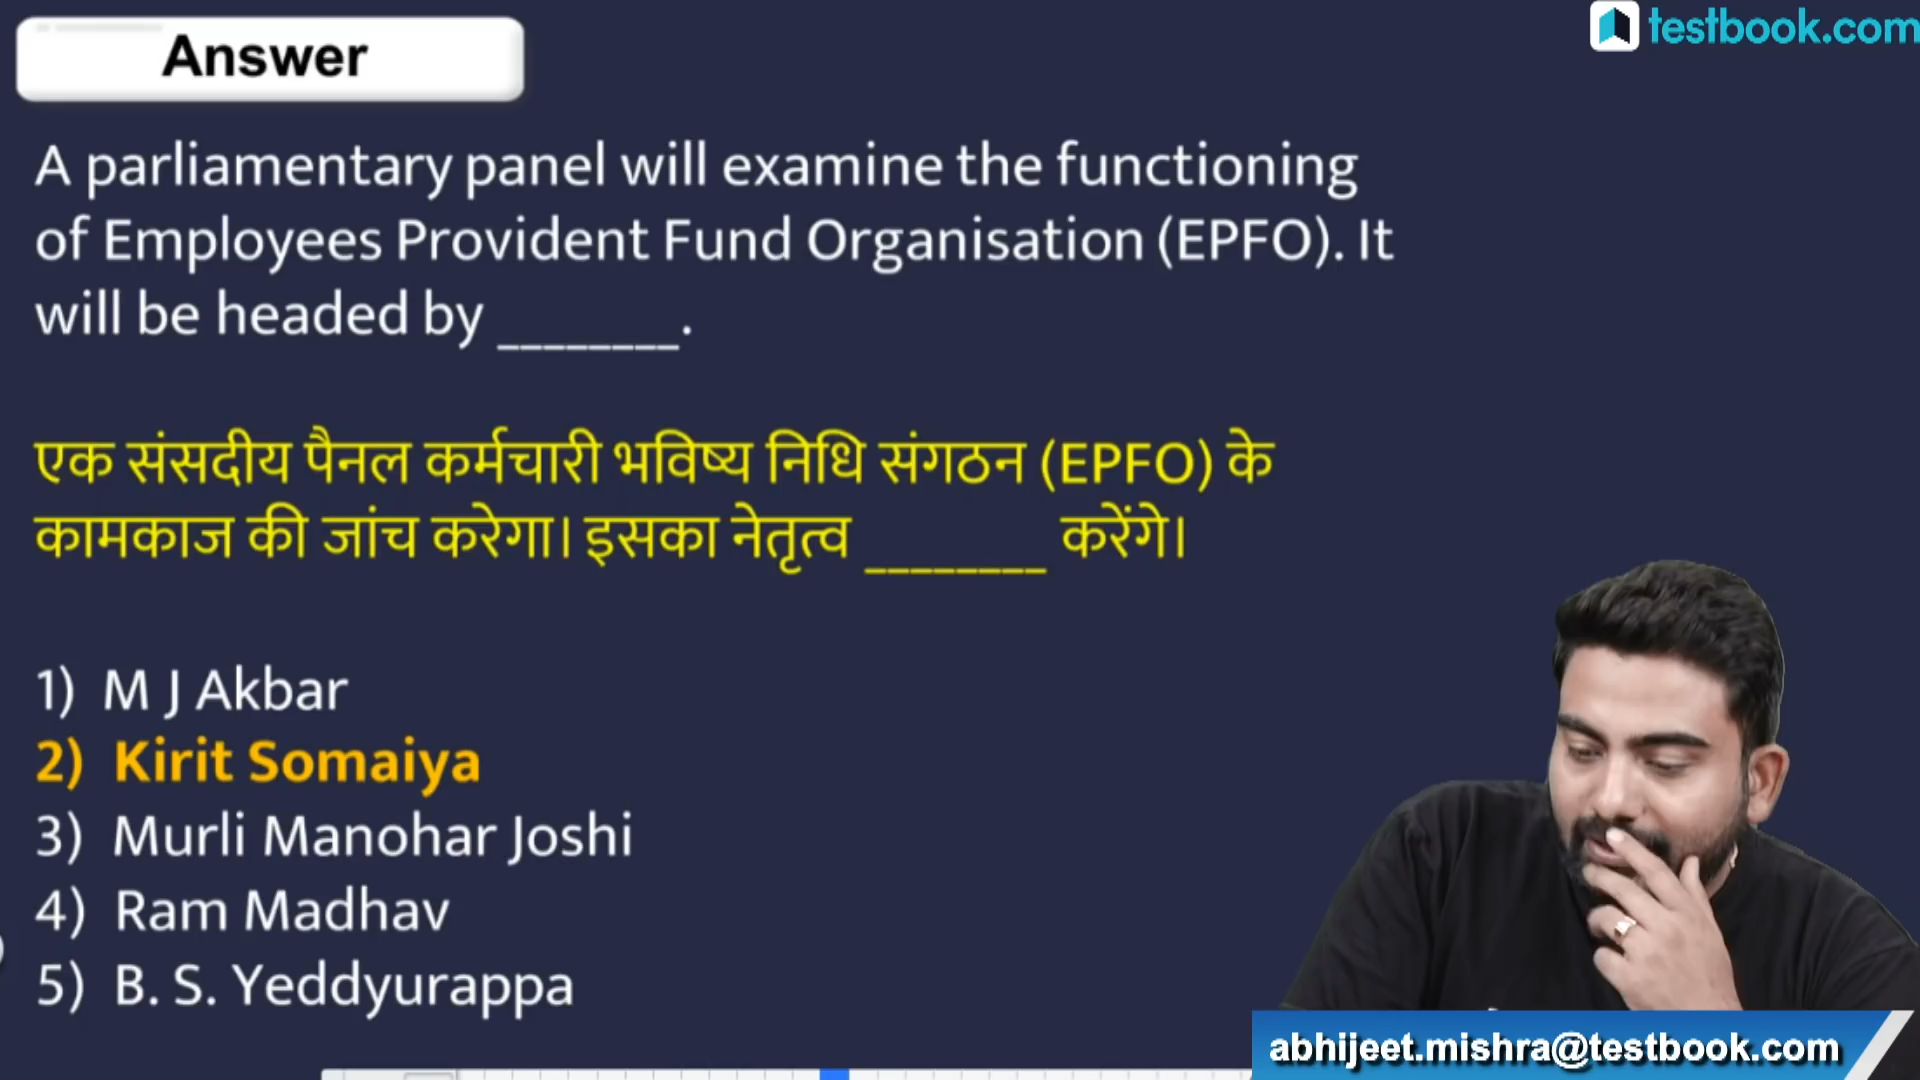 Answer
testbook.com
A parliamentary panel will examine the functioning
of Employees Provident Fund Organisation (EPFO). It
will be headed by ________.
एक संसदीय पैनल कर्मचारी भविष्य निधि संगठन (EPFO) के
कामकाज की जांच करेगा। इसका नेतृत्व ________ करेंगे।
1) M J Akbar
2) Kirit Somaiya
3) Murli Manohar Joshi
4) Ram Madhav
5) B. S. Yeddyurappa
abhijeet.mishra@testbook.com